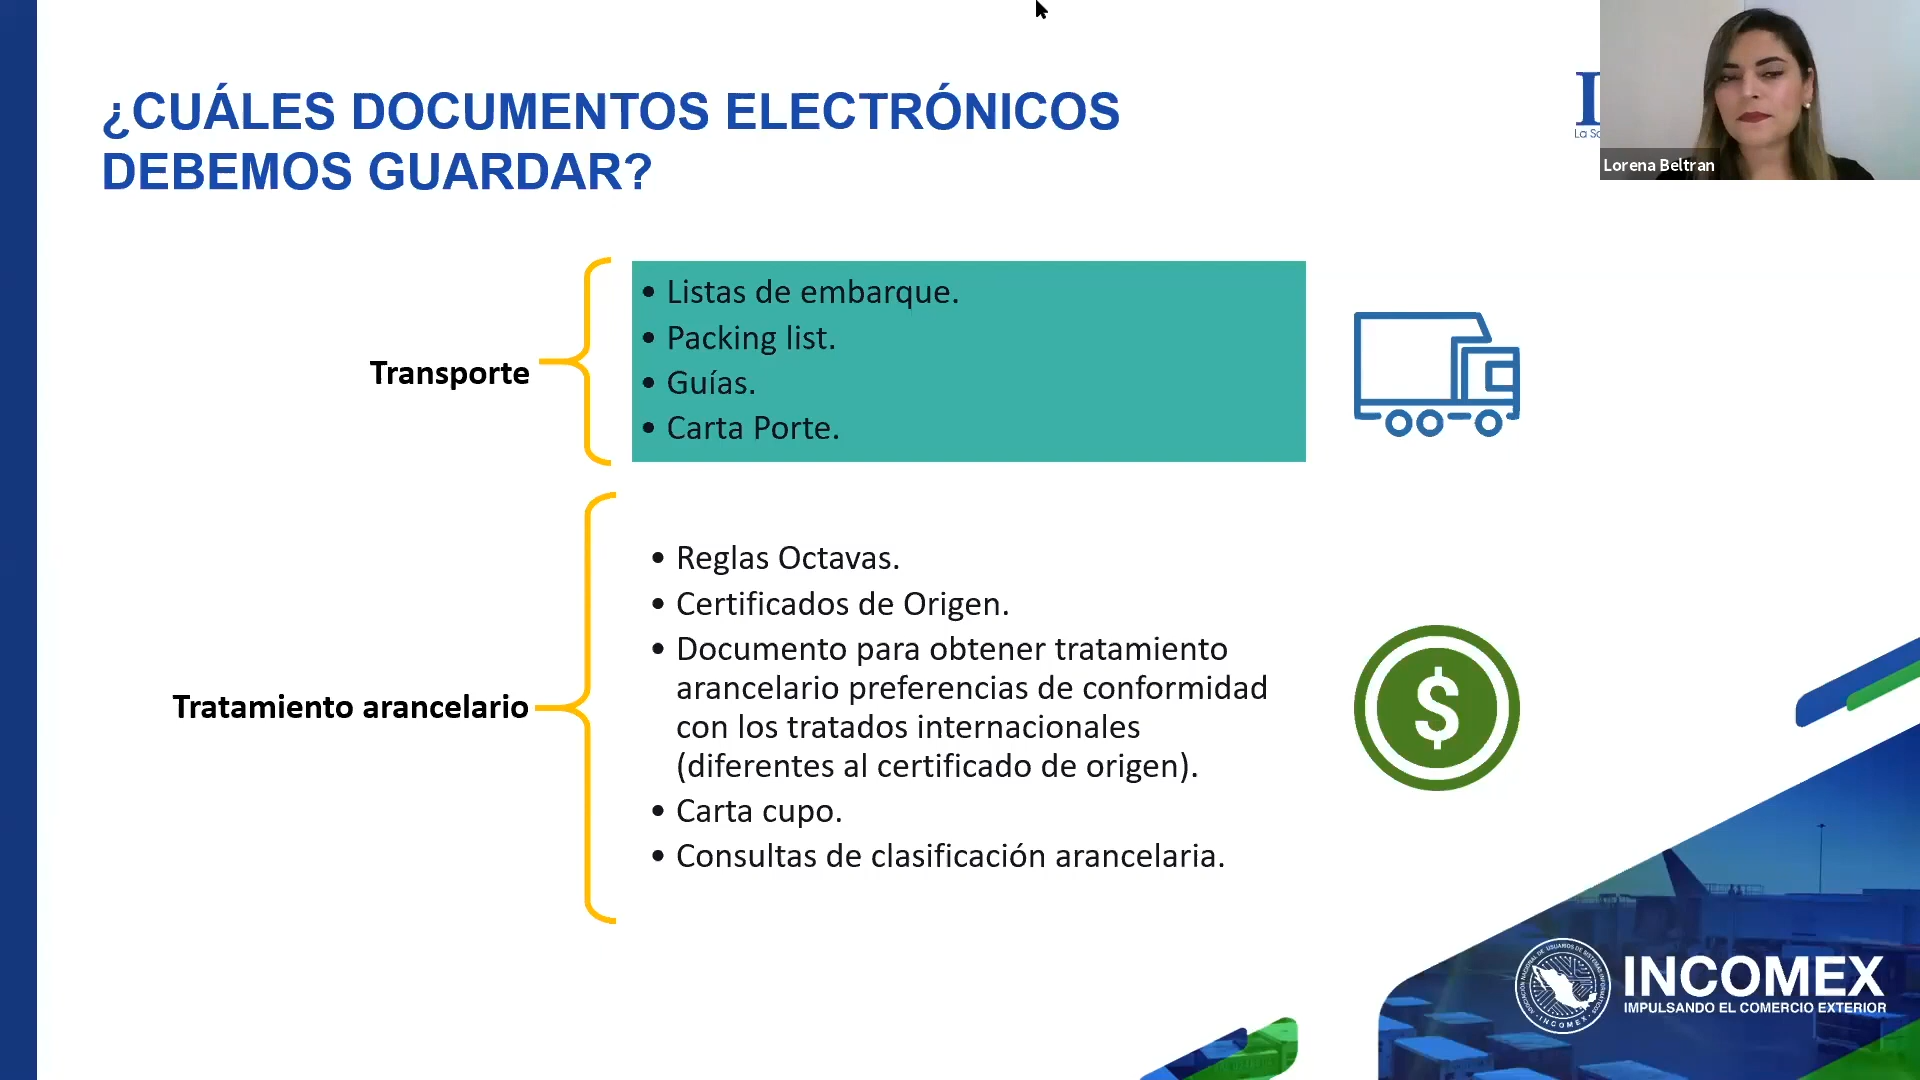 ¿CUÁLES DOCUMENTOS ELECTRÓNICOS
DEBEMOS GUARDAR?
Lorena Beltran
Transporte
• Listas de embarque.
• Packing list.
• Guías.
• Carta Porte.
Tratamiento arancelario
• Reglas Octavas.
• Certificados de Origen.
• Documento para obtener tratamiento
arancelario preferencias de conformidad
con los tratados internacionales
(diferentes al certificado de origen).
• Carta cupo.
• Consultas de clasificación arancelaria.
$
INCOMEX
IMPULSANDO EL COMERCIO EXTERIOR